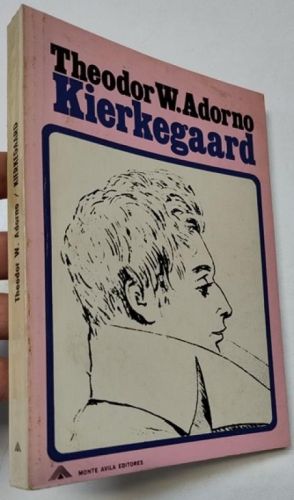 Theodor W. Adorno
Kierkegaard
Theodor W. Adorno / KIERKEGAARD
MONTE AVILA EDITORES